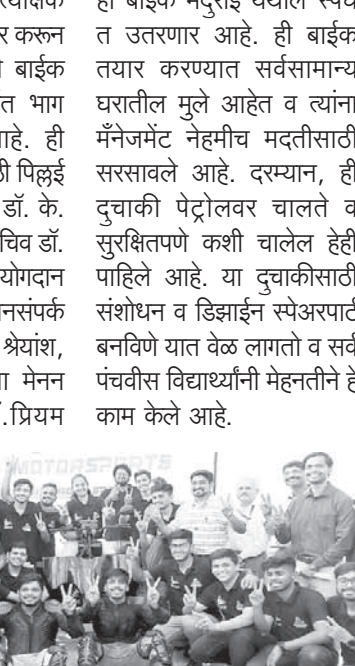 र करून
बाईक
त भाग
आहे. ही
ठी पिल्लई
डॉ. के.
चिव डॉ.
योगदान
नसंपर्क
श्रेयांश,
ा मेनन
.प्रियम
ही बाईक मदुराई येथील स्पर्धे
त उतरणार आहे. ही बाईक
तयार करण्यात सर्वसामान्य
घरातील मुले आहेत व त्यांना
मॅनेजमेंट नेहमीच मदतीसाठी
सरसावले आहे. दरम्यान, ही
दुचाकी पेट्रोलवर चालते व
सुरक्षितपणे कशी चालेल हेही
पाहिले आहे. या दुचाकीसाठी
संशोधन व डिझाईन स्पेअरपार्ट
बनविणे यात वेळ लागतो व सर्व
पंचवीस विद्यार्थ्यांनी मेहनतीने हे
काम केले आहे.
MOTORSPORTS